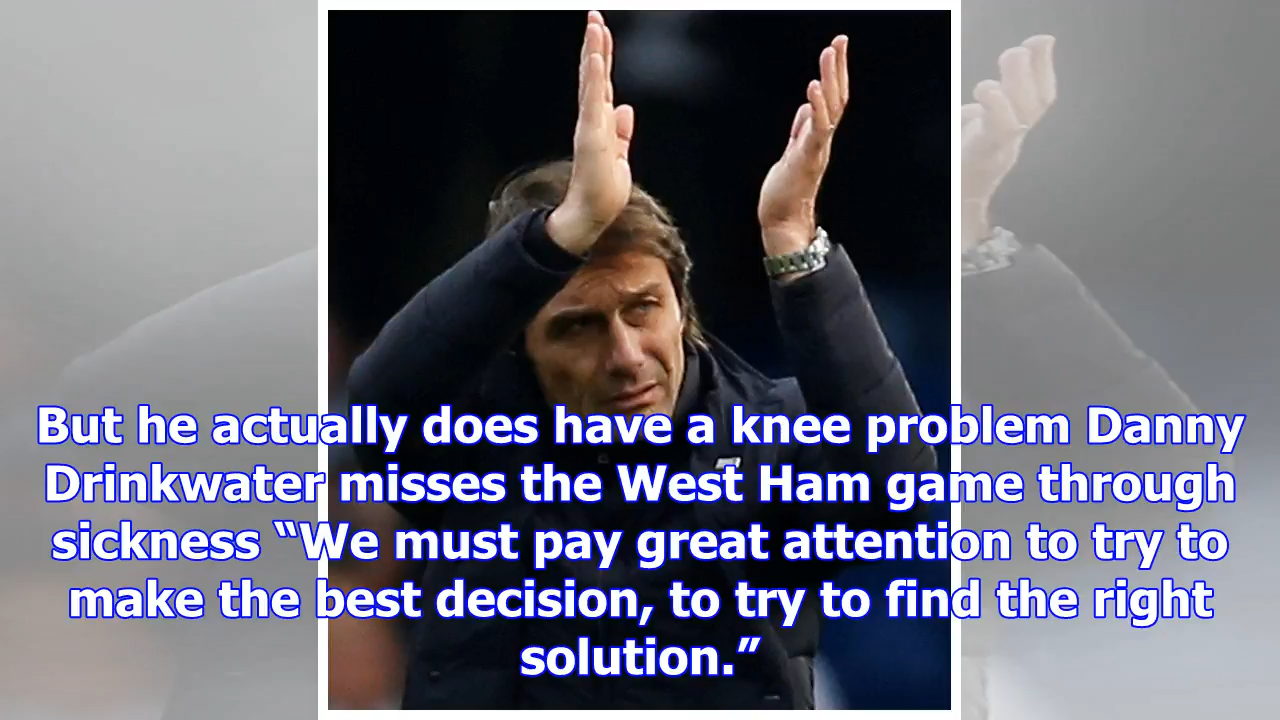 But he actually does have a knee problem Danny
Drinkwater misses the West Ham game through
sickness “We must pay great attention to try to
make the best decision, to try to find the right
solution.”